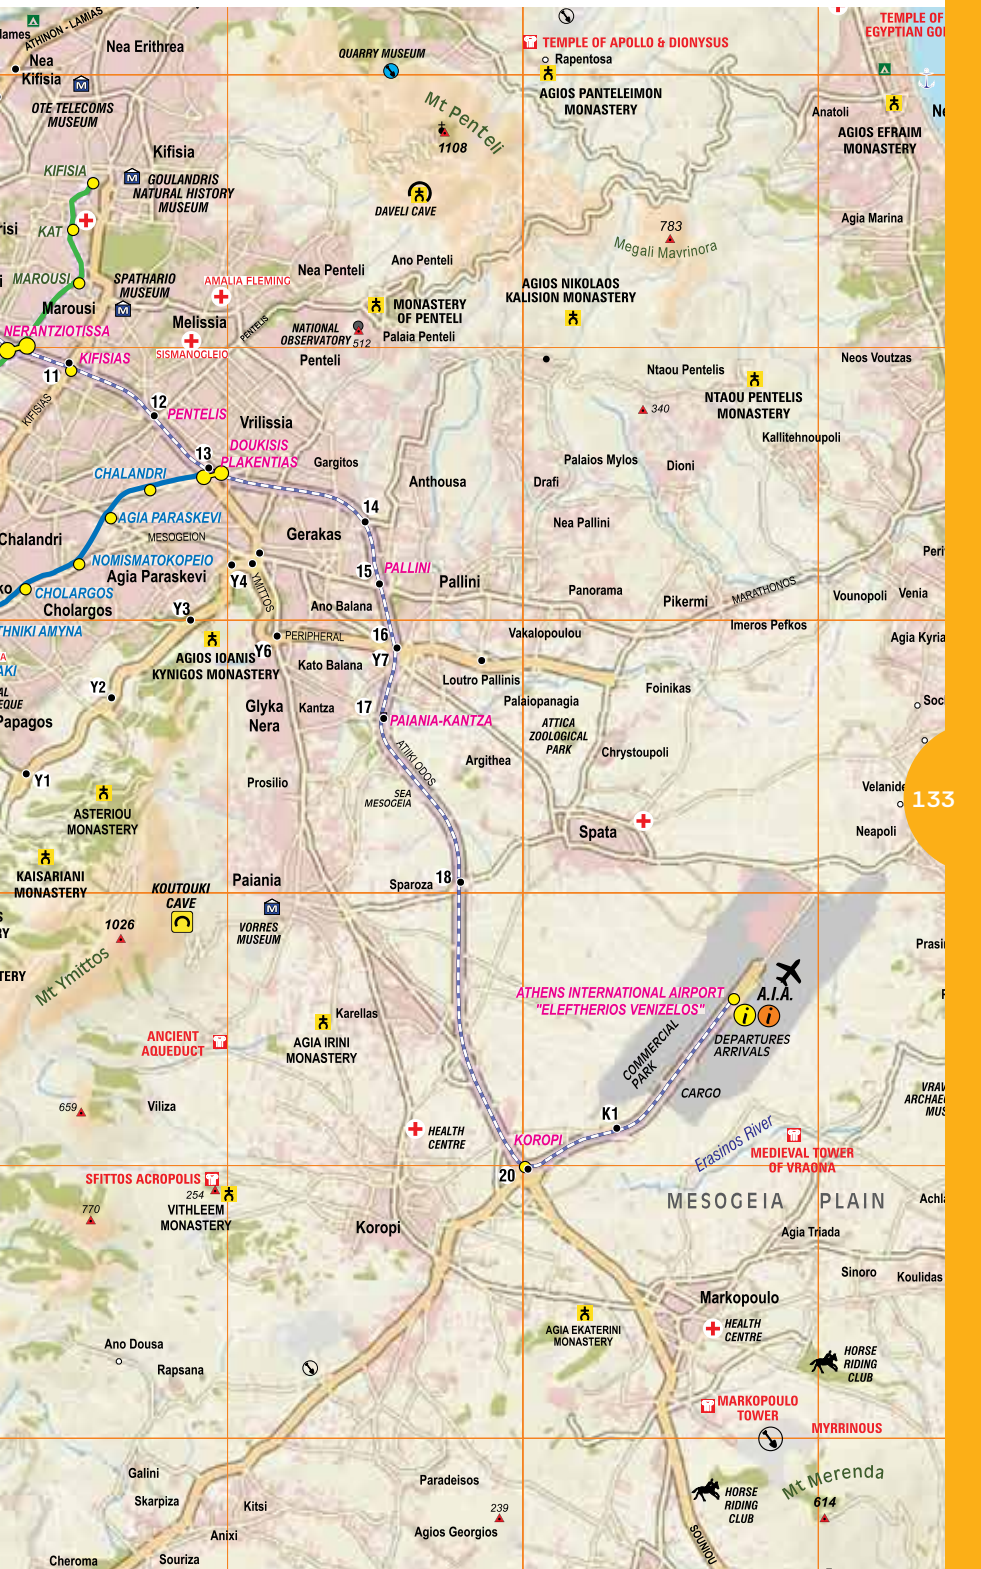 ATHINON - LAMIAS
Nea Erithrea
Nea
Kifisia
OTE TELECOMS
MUSEUM
QUARRY MUSEUM
TEMPLE OF APOLLO & DIONYSUS
Rapentosa
TEMPLE OF
AGIOS PANTELEIMON
MONASTERY
Anatoli
AGIOS EFRAIM
MONASTERY
Mt Penteli
1108
Kifisia
KIFISIA
GOULANDRIS
NATURAL HISTORY
MUSEUM
DAVELI CAVE
KAT
Agia Marina
783
Megali Mavrinora
MAROUSI
SPATHARIO
MUSEUM
AMALIA FLEMING
Nea Penteli
Ano Penteli
AGIOS NIKOLAOS
KALISION MONASTERY
Marousi
Melissia
PENTELIS
MONASTERY
OF PENTELI
NERANTZIOTISSA
SISMANOGLEIO
NATIONAL
OBSERVATORY
512
Palaia Penteli
Penteli
KIFISIAS
11
Ntaou Pentelis
Neos Voutzas
NTAOU PENTELIS
MONASTERY
KIFISIAS
12
PENTELIS
340
Vrilissia
Kallitehnoupoli
13
DOUKISIS
PLAKENTIAS
CHALANDRI
Gargitos
Palaios Mylos
Dioni
Anthousa
Drafi
14
AGIA PARASKEVI
Nea Pallini
Chalandri
MESOGEION
Gerakas
NOMISMATOKOPEIO
Agia Paraskevi
Y4
YMITTOS
15
PALLINI
Pallini
CHOLARGOS
Cholargos
Panorama
Pikermi
MARATHONOS
Vounopoli
Venia
Y3
Ano Balana
THNIKI AMYNA
PERIPHERAL
16
Vakalopoulou
Imeros Pefkos
AGIOS IOANIS
KYNIGOS MONASTERY
Y6
Kato Balana
Y7
Loutro Pallinis
Agia Kyria
Y2
Foinikas
Papagos
Glyka
Nera
Kantza
17
PAIANIA-KANTZA
Palaiopanagia
ATTICA
ZOOLOGICAL
PARK
ATIIKI ODOS
Argithea
Chrystoupoli
Y1
Prosilio
SEA
MESOGEIA
ASTERIOU
MONASTERY
133
Spata
Neapoli
KAISARIANI
MONASTERY
KOUTOUKI
CAVE
Paiania
Sparoza
18
1026
VORRES
MUSEUM
Mt Ymittos
ATHENS INTERNATIONAL AIRPORT
"ELEFTHERIOS VENIZELOS"
A.I.A.
i i
DEPARTURES
ARRIVALS
Karellas
ANCIENT
AQUEDUCT
AGIA IRINI
MONASTERY
COMMERCIAL
PARK
CARGO
659
Viliza
K1
HEALTH
CENTRE
KOROPI
Erasinos River
MEDIEVAL TOWER
OF VRAONA
20
SFITTOS ACROPOLIS
254
VITHLEEM
MONASTERY
770
MESOGEIA PLAIN
Koropi
Agia Triada
Sinoro
Koulidas
Markopoulo
AGIA EKATERINI
MONASTERY
HEALTH
CENTRE
Ano Dousa
Rapsana
HORSE
RIDING
CLUB
MARKOPOULO
TOWER
MYRRINOUS
Galini
Skarpiza
Kitsi
Paradeisos
Mt Merenda
614
239
HORSE
RIDING
CLUB
Anixi
Agios Georgios
SOUNIOU
Cheroma
Souriza